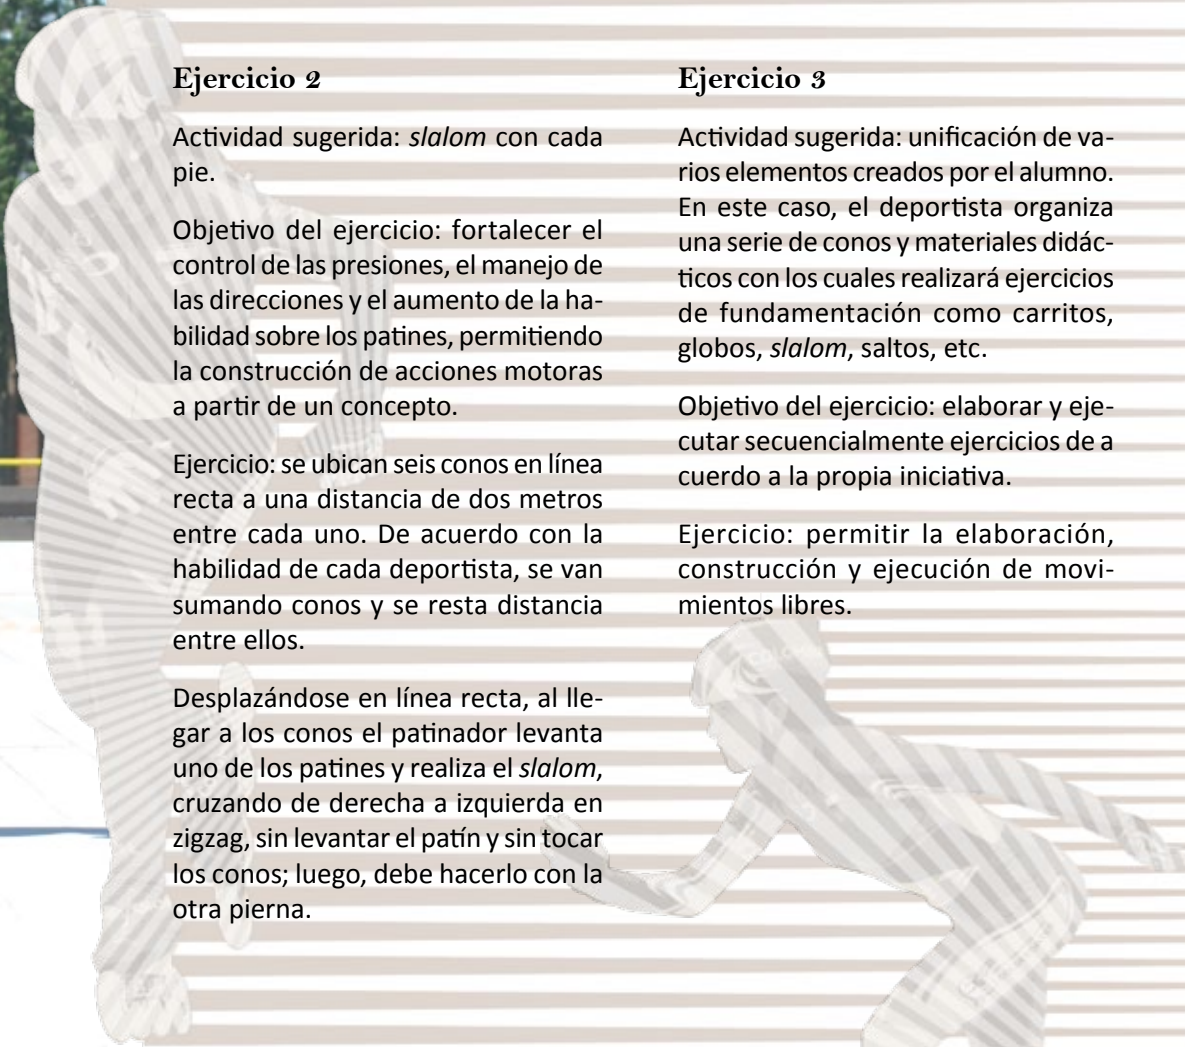 Ejercicio 2
Actividad sugerida: slalom con cada
pie.
Objetivo del ejercicio: fortalecer el
control de las presiones, el manejo de
las direcciones y el aumento de la ha-
bilidad sobre los patines, permitiendo
la construcción de acciones motoras
a partir de un concepto.
Ejercicio: se ubican seis conos en línea
recta a una distancia de dos metros
entre cada uno. De acuerdo con la
habilidad de cada deportista, se van
sumando conos y se resta distancia
entre ellos.
Desplazándose en línea recta, al lle-
gar a los conos el patinador levanta
uno de los patines y realiza el slalom,
cruzando de derecha a izquierda en
zigzag, sin levantar el patín y sin tocar
los conos; luego, debe hacerlo con la
otra pierna.
Ejercicio 3
Actividad sugerida: unificación de va-
rios elementos creados por el alumno.
En este caso, el deportista organiza
una serie de conos y materiales didác-
ticos con los cuales realizará ejercicios
de fundamentación como carritos,
globos, slalom, saltos, etc.
Objetivo del ejercicio: elaborar y eje-
cutar secuencialmente ejercicios de a
cuerdo a la propia iniciativa.
Ejercicio: permitir la elaboración,
construcción y ejecución de movi-
mientos libres.